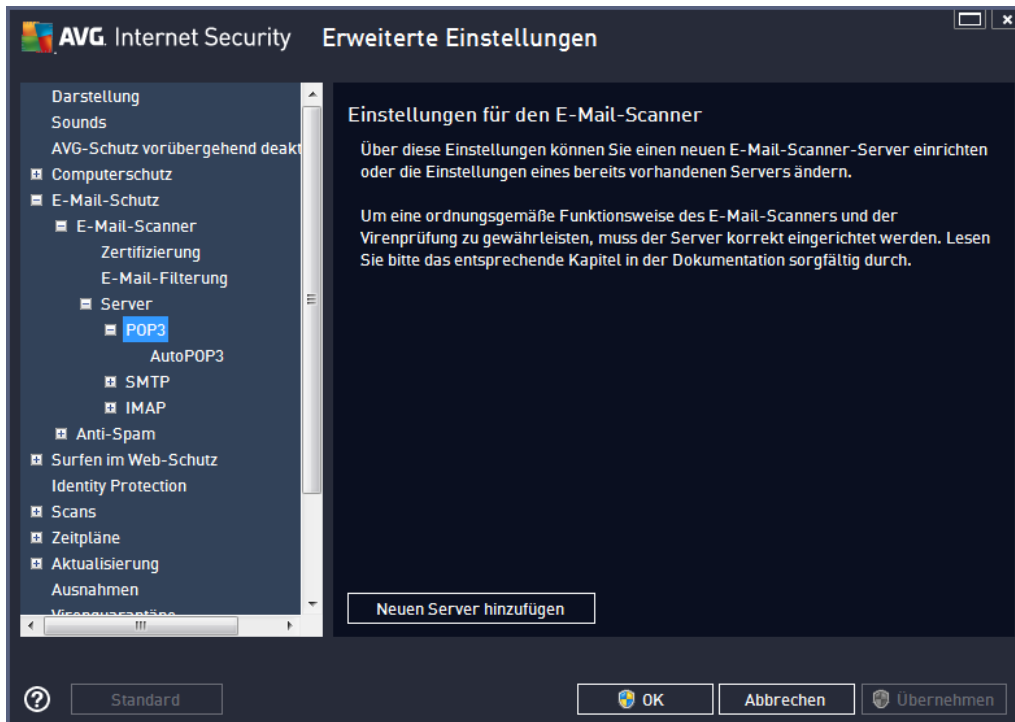 AVG. Internet Security
Erweiterte Einstellungen
Darstellung
Sounds
AVG-Schutz vorübergehend deakt
Computerschutz
E-Mail-Schutz
E-Mail-Scanner
Zertifizierung
E-Mail-Filterung
Server
POP3
AutoPOP3
SMTP
IMAP
Anti-Spam
Surfen im Web-Schutz
Identity Protection
Scans
Zeitpläne
Aktualisierung
Ausnahmen
Virenquarantäne
Einstellungen für den E-Mail-Scanner
Über diese Einstellungen können Sie einen neuen E-Mail-Scanner-Server einrichten
oder die Einstellungen eines bereits vorhandenen Servers ändern.
Um eine ordnungsgemäße Funktionsweise des E-Mail-Scanners und der
Virenprüfung zu gewährleisten, muss der Server korrekt eingerichtet werden. Lesen
Sie bitte das entsprechende Kapitel in der Dokumentation sorgfältig durch.
Neuen Server hinzufügen
?
Standard
OK
Abbrechen
Übernehmen